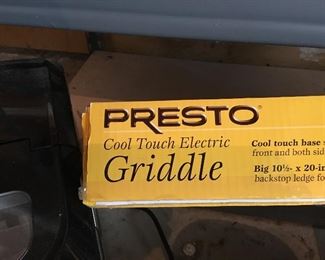 PRESTO®
Cool Touch Electric
Griddle
Cool touch base
front and both sid
Big 10½- x 20-in
backstop ledge fo